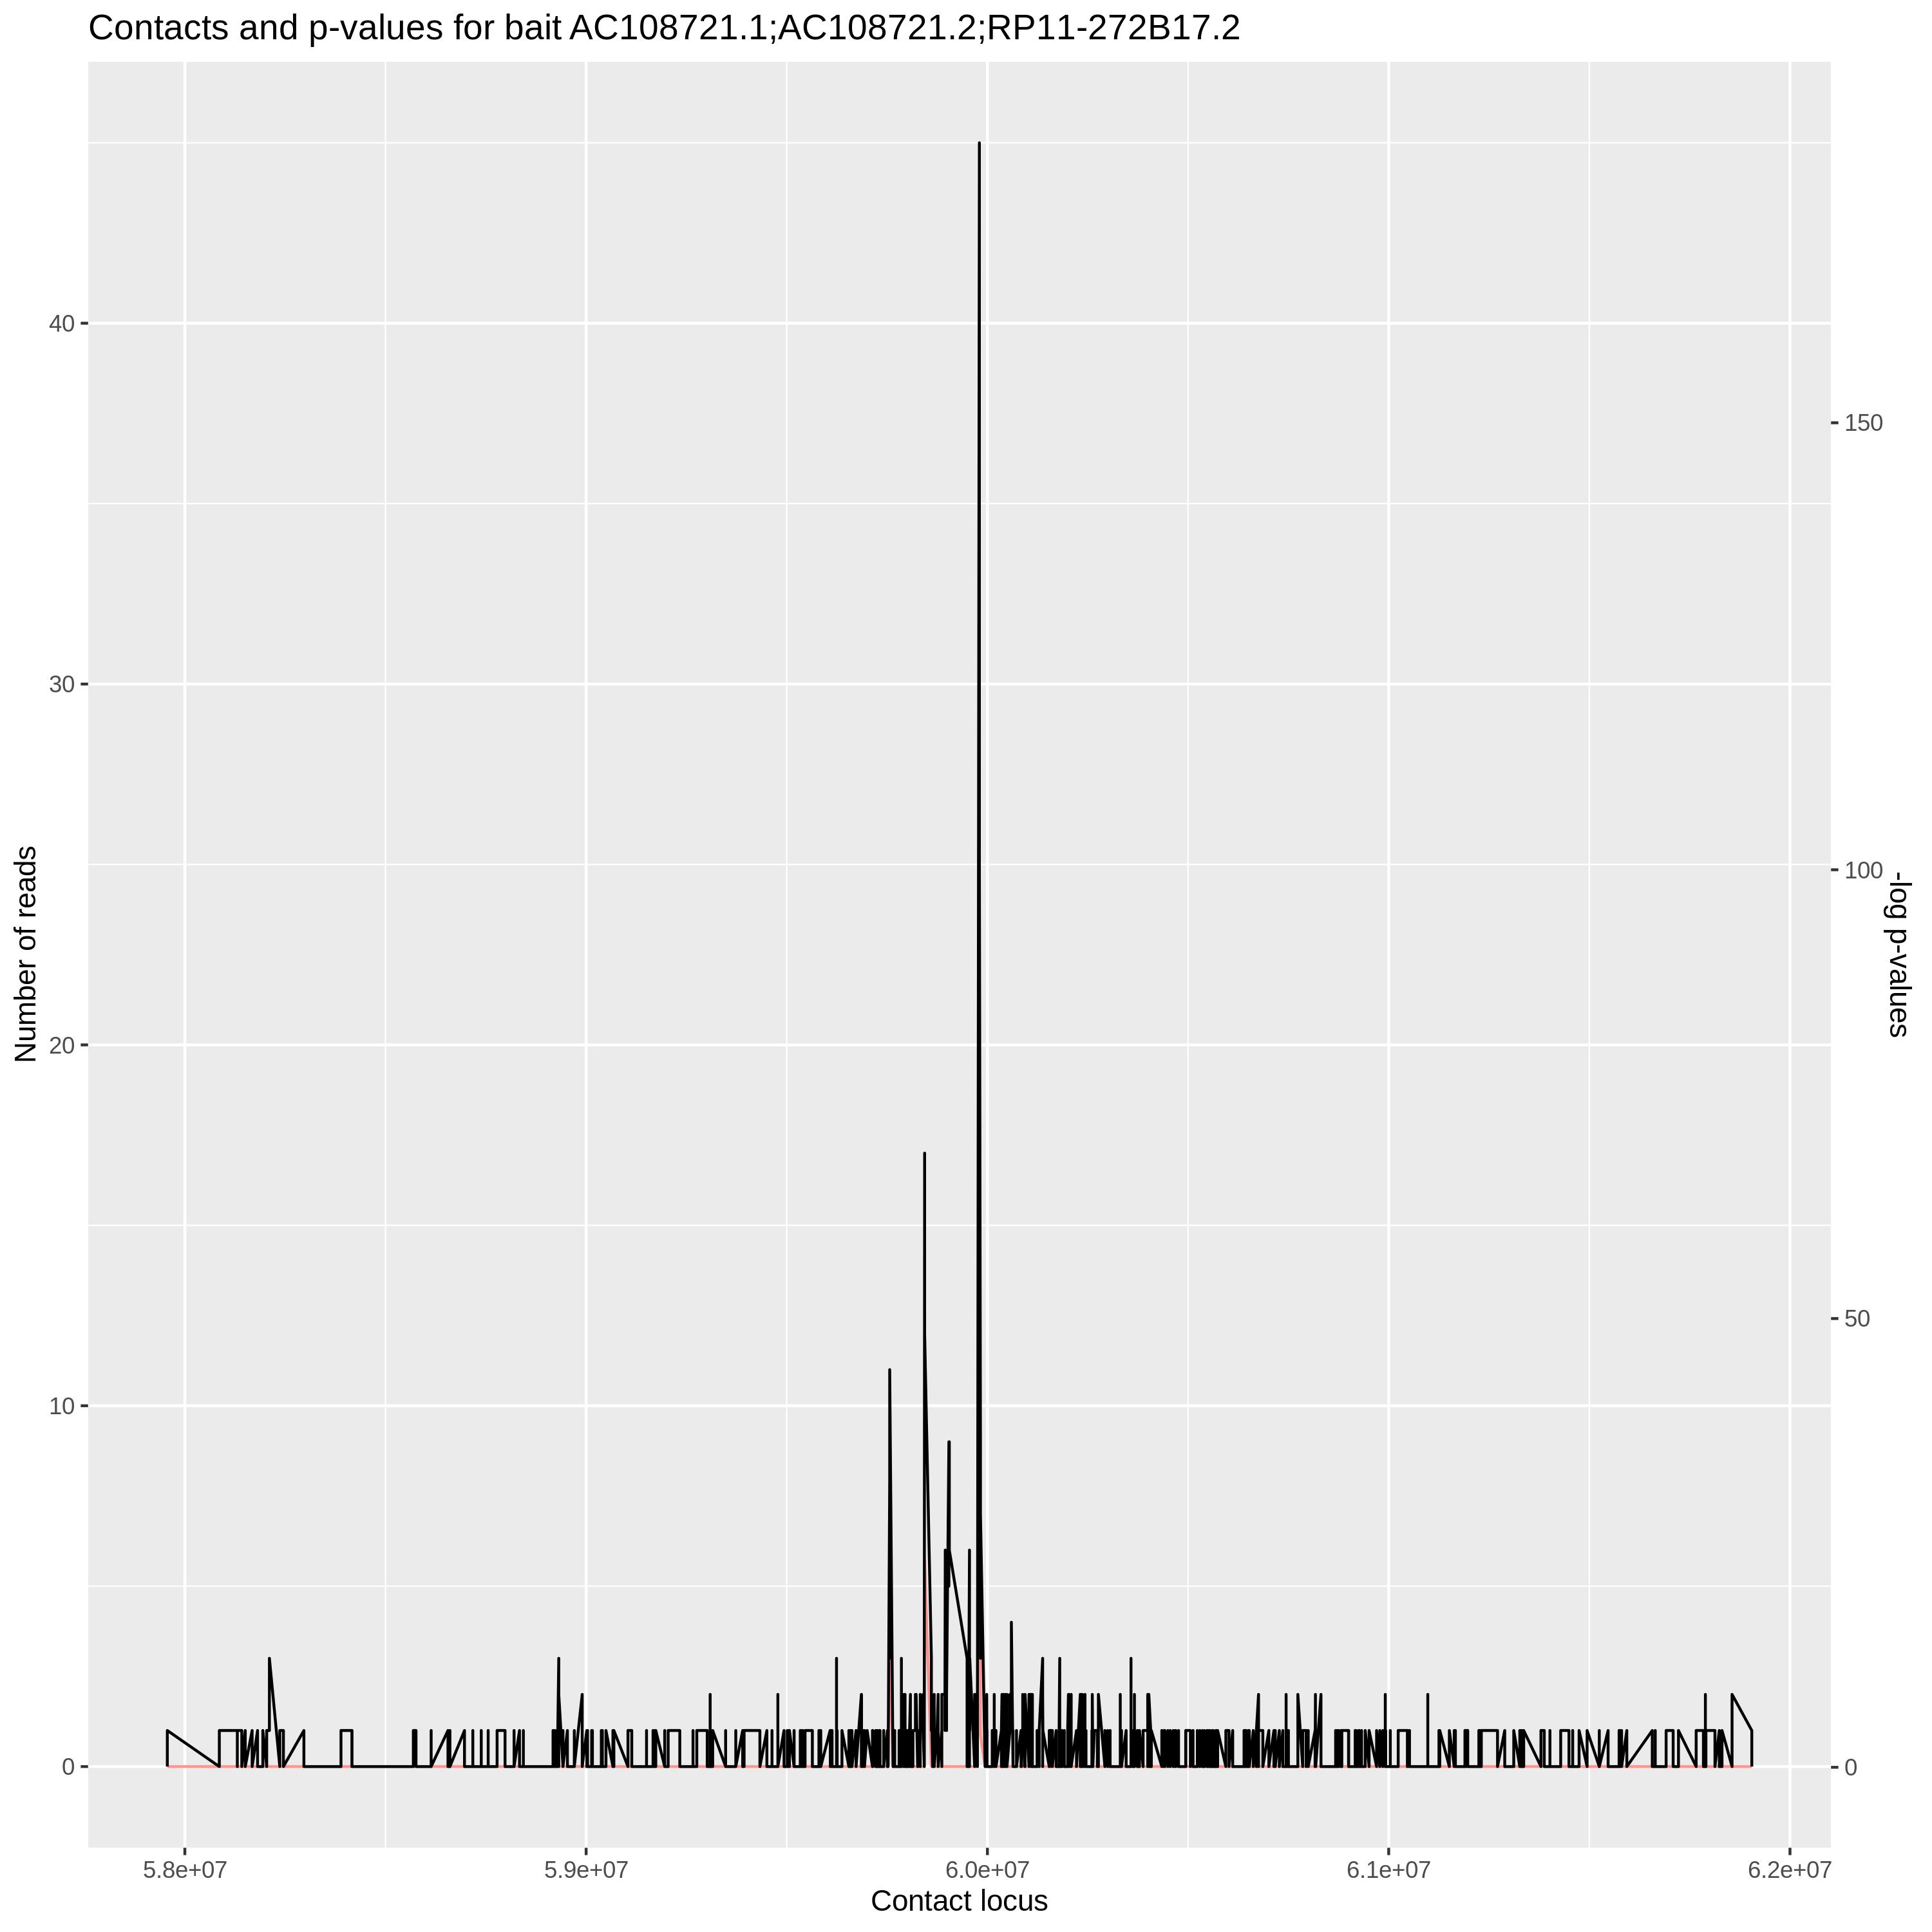 Contacts and p-values for bait AC108721.1;AC108721.2;RP11-272B17.2
40
30
20
10
0
Number of reads
150
100
50
0
-log p-values
5.8e+07
5.9e+07
6.0e+07
6.1e+07
6.2e+07
Contact locus